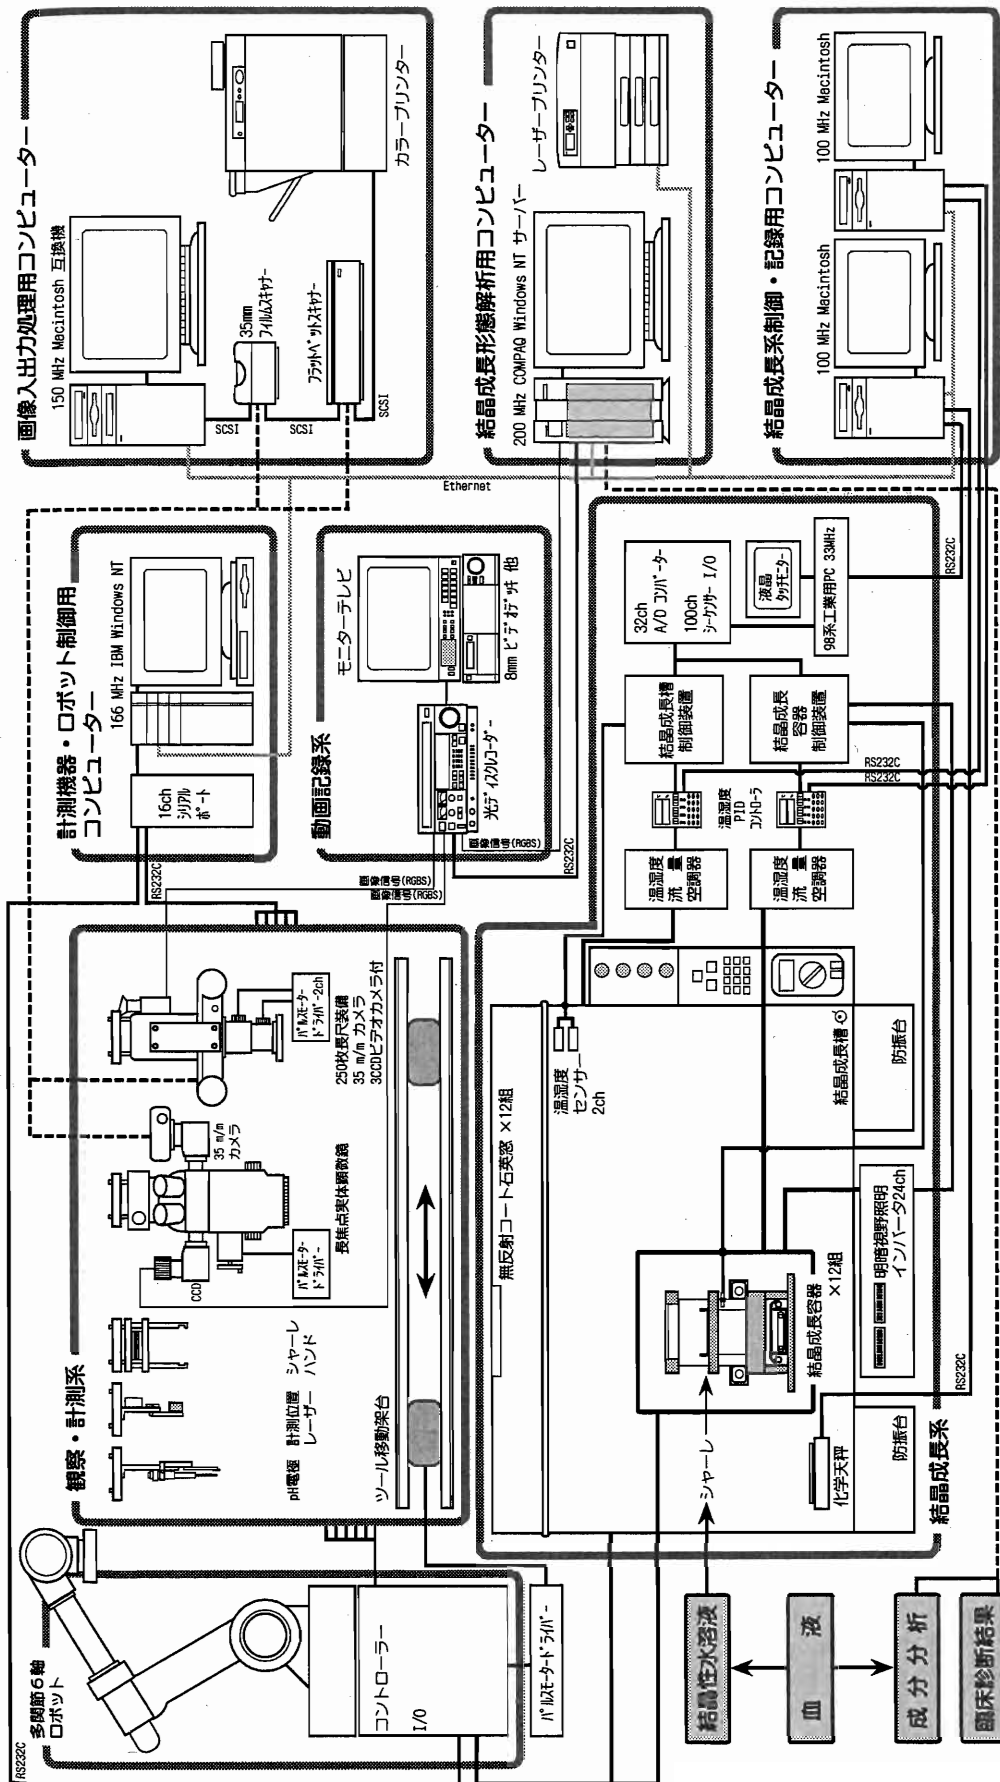 RS232C
多関節6軸
ロボット
コントローラー
I/O
パルスモータードライバー
観察・計測系
pH電極
計測位置
レーザー
シャーレ
ハンド
CCD
35 m/m
カメラ
パルスモーター
ドライバー
長焦点実体顕微鏡
パルスモーター
ドライバー2ch
250枚長尺装備
35 m/m カメラ
3CCDビデオカメラ付
ツール移動架台
計測機器・ロボット制御用
コンピューター
166 MHz IBM Windows NT
16ch
シリアル
ポート
RS232C
動画記録系
モニターテレビ
8mm ビデオデッキ 他
光ディスクレコーダー
画像信号(RGBS)
画像信号(RGBS)
画像信号(RGBS)
RS232C
画像入出力処理用コンピューター
150 MHz Macintosh 互換機
35mm
フィルムスキャナー
フラットベットスキャナー
カラープリンター
SCSI
SCSI
SCSI
Ethernet
結晶成長形態解析用コンピューター
200 MHz COMPAQ Windows NT サーバー
レーザープリンター
結晶成長系制御・記録用コンピューター
100 MHz Macintosh
100 MHz Macintosh
結晶成長系
無反射コート石英窓 ×12組
温湿度
センサー
2ch
シャーレ
結晶成長容器
×12組
結晶成長槽
化学天秤
防振台
防振台
明暗視野照明
インバータ24ch
RS232C
温湿度
流量
空調器
温湿度
流量
空調器
温湿度
PID
コントローラ
結晶成長槽
制御装置
結晶成長
容器
制御装置
RS232C
RS232C
32ch
A/D コンバーター
100ch
シーケンサー I/O
液晶
タッチモニター
98系工業用PC 33MHz
RS232C
結晶性水溶液
血液
成分分析
臨床診断結果